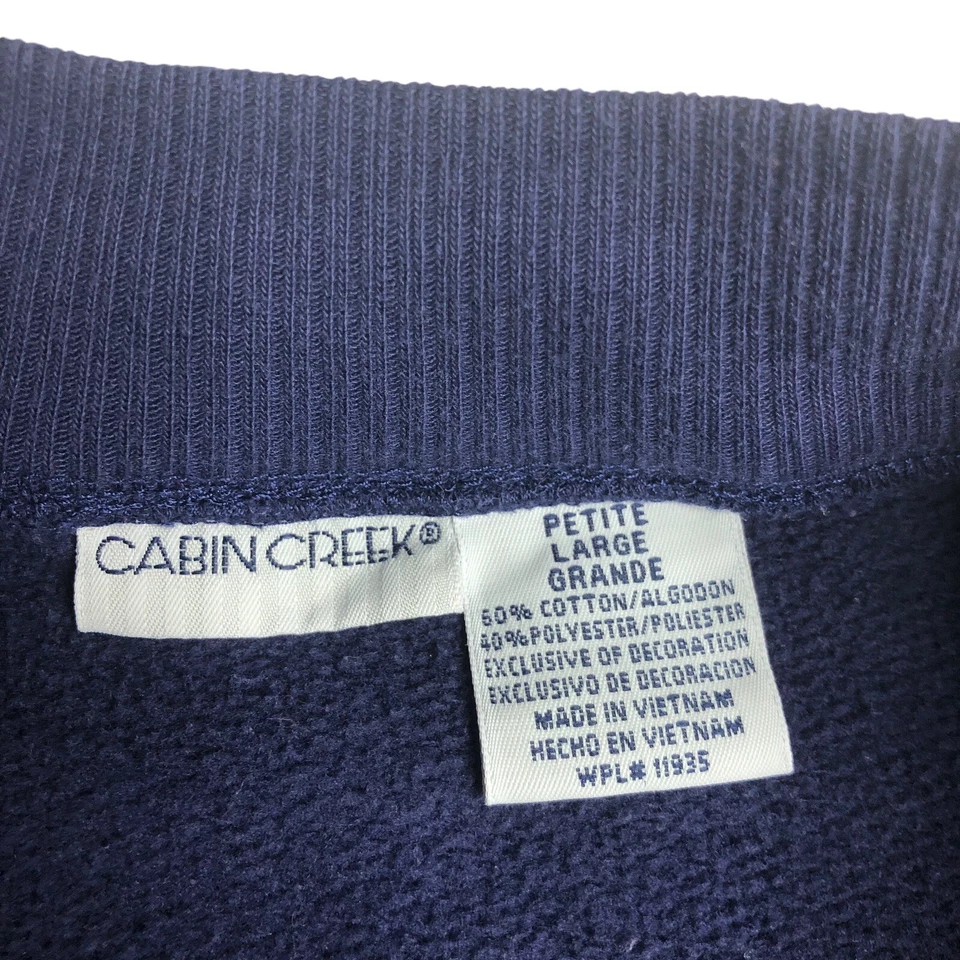 CABIN CREEK®
PETITE
LARGE
GRANDE
60% COTTON/ALGODON
40% POLYESTER/POLIESTER
EXCLUSIVE OF DECORATION
EXCLUSIVO DE DECORACION
MADE IN VIETNAM
HECHO EN VIETNAM
WPL# 11935